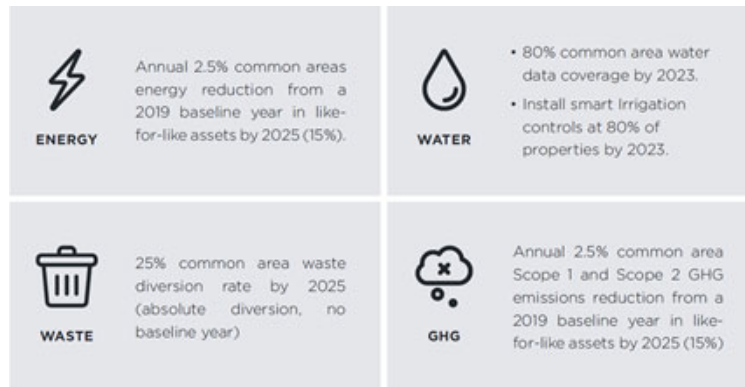 Annual 2.5% common areas
energy reduction from a
2019 baseline year in like-
for-like assets by 2025 (15%).
ENERGY
• 80% common area water
data coverage by 2023.
• Install smart Irrigation
controls at 80% of
properties by 2023.
WATER
25% common area waste
diversion rate by 2025
(absolute diversion, no
baseline year)
WASTE
Annual 2.5% common area
Scope 1 and Scope 2 GHG
emissions reduction from a
2019 baseline year in like-
for-like assets by 2025 (15%)
GHG